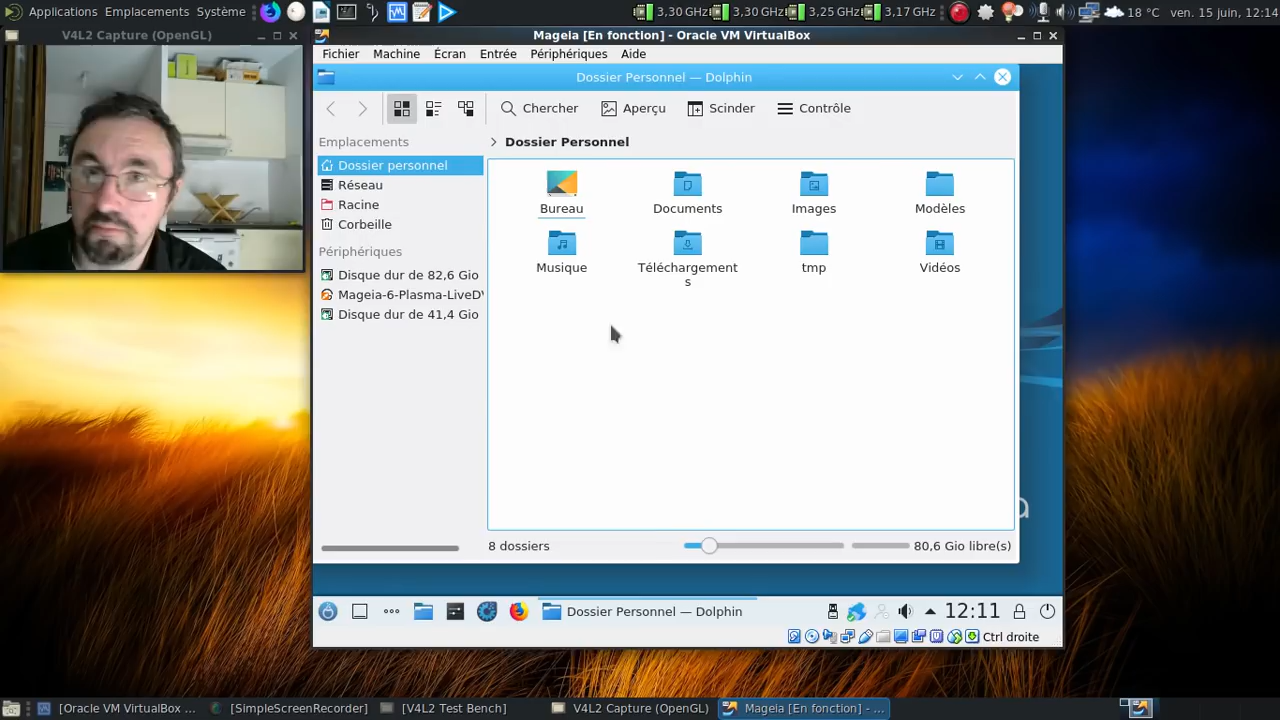 Applications Emplacements Système
3,30 GHz 3,30 GHz 3,25 GHz 3,17 GHz 18 °C ven. 15 juin, 12:14
V4L2 Capture (OpenGL)
Mageia [En fonction] - Oracle VM VirtualBox
Fichier Machine Écran Entrée Périphériques Aide
Dossier Personnel — Dolphin
Chercher Aperçu Scinder Contrôle
Emplacements
Dossier personnel
Réseau
Racine
Corbeille
Périphériques
Disque dur de 82,6 Gio
Mageia-6-Plasma-LiveDV
Disque dur de 41,4 Gio
Dossier Personnel
Bureau Documents Images Modèles
Musique Téléchargement
s
tmp Vidéos
8 dossiers 80,6 Gio libre(s)
a
Dossier Personnel — Dolphin 12:11
Ctrl droite
[Oracle VM VirtualBox ... [SimpleScreenRecorder] [V4L2 Test Bench] V4L2 Capture (OpenGL) Mageia [En fonction] - ...